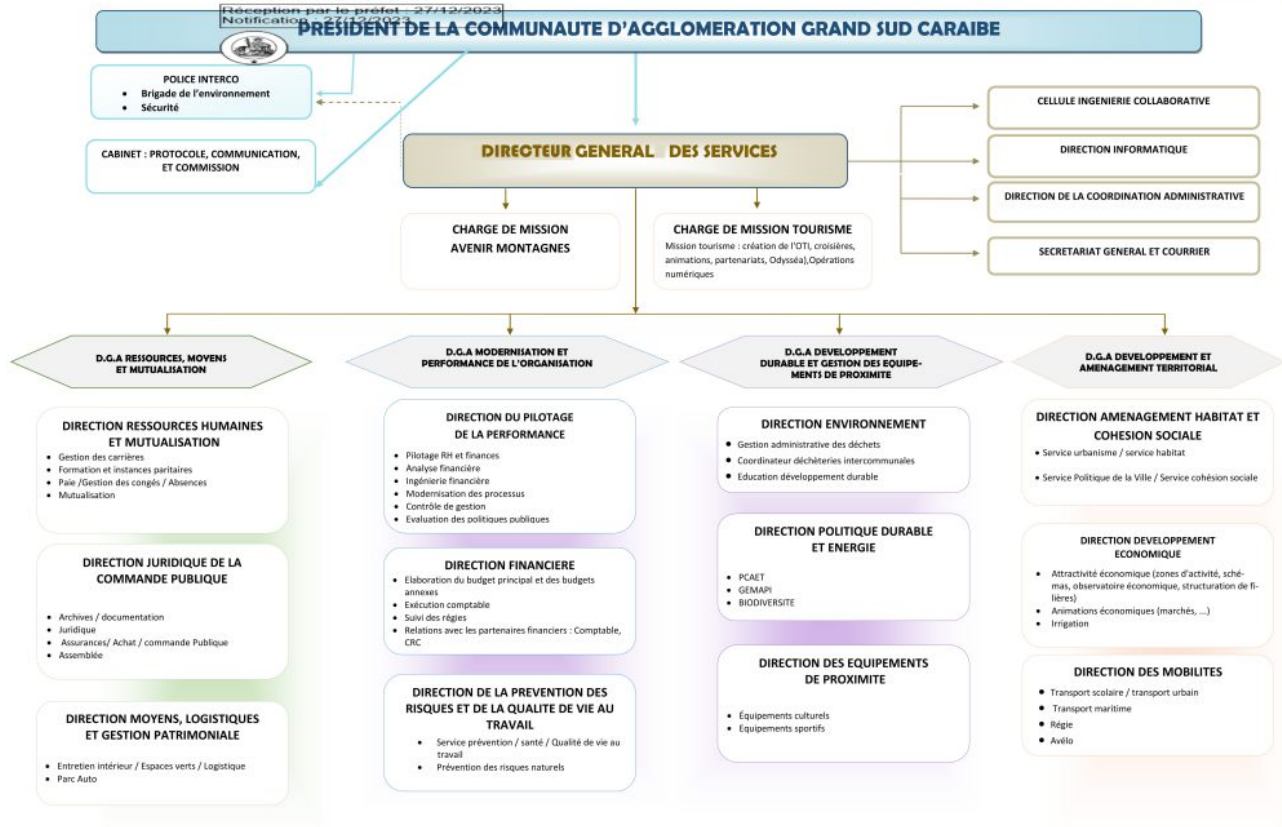 Réception par le préfet : 27/12/2023
Notification : 27/12/2023
PRÉSIDENT DE LA COMMUNAUTE D'AGGLOMERATION GRAND SUD CARAIBE
POLICE INTERCO
• Brigade de l'environnement
• Sécurité
CABINET : PROTOCOLE, COMMUNICATION,
ET COMMISSION
DIRECTEUR GENERAL DES SERVICES
CELLULE INGENIERIE COLLABORATIVE
DIRECTION INFORMATIQUE
DIRECTION DE LA COORDINATION ADMINISTRATIVE
SECRETARIAT GENERAL ET COURRIER
CHARGE DE MISSION
AVENIR MONTAGNES
CHARGE DE MISSION TOURISME
Mission tourisme : création de l'OTI, croisières,
animations, partenariats, Odysséa),Opérations
numériques
D.G.A RESSOURCES, MOYENS
ET MUTUALISATION
DIRECTION RESSOURCES HUMAINES
ET MUTUALISATION
• Gestion des carrières
• Formation et instances paritaires
• Paie /Gestion des congés / Absences
• Mutualisation
DIRECTION JURIDIQUE DE LA
COMMANDE PUBLIQUE
• Archives / documentation
• Juridique
• Assurances/ Achat / commande Publique
• Assemblée
DIRECTION MOYENS, LOGISTIQUES
ET GESTION PATRIMONIALE
• Entretien intérieur / Espaces verts / Logistique
• Parc Auto
D.G.A MODERNISATION ET
PERFORMANCE DE L'ORGANISATION
DIRECTION DU PILOTAGE
DE LA PERFORMANCE
• Pilotage RH et finances
• Analyse financière
• Ingénierie financière
• Modernisation des processus
• Contrôle de gestion
• Evaluation des politiques publiques
DIRECTION FINANCIERE
• Elaboration du budget principal et des budgets
annexes
• Exécution comptable
• Suivi des régies
• Relations avec les partenaires financiers : Comptable,
CRC
DIRECTION DE LA PREVENTION DES
RISQUES ET DE LA QUALITE DE VIE AU
TRAVAIL
• Service prévention / santé / Qualité de vie au
travail
• Prévention des risques naturels
D.G.A DEVELOPPEMENT
DURABLE ET GESTION DES EQUIPE-
MENTS DE PROXIMITE
DIRECTION ENVIRONNEMENT
• Gestion administrative des déchets
• Coordinateur déchèteries intercommunales
• Education développement durable
DIRECTION POLITIQUE DURABLE
ET ENERGIE
• PCAET
• GEMAPI
• BIODIVERSITE
DIRECTION DES EQUIPEMENTS
DE PROXIMITE
• Équipements culturels
• Equipements sportifs
D.G.A DEVELOPPEMENT ET
AMENAGEMENT TERRITORIAL
DIRECTION AMENAGEMENT HABITAT ET
COHESION SOCIALE
• Service urbanisme / service habitat
• Service Politique de la Ville / Service cohésion sociale
DIRECTION DEVELOPPEMENT
ECONOMIQUE
• Attractivité économique (zones d'activité, sché-
mas, observatoire économique, structuration de fi-
lières)
• Animations économiques (marchés, ...)
• Irrigation
DIRECTION DES MOBILITES
• Transport scolaire / transport urbain
• Transport maritime
• Régie
• Avélo